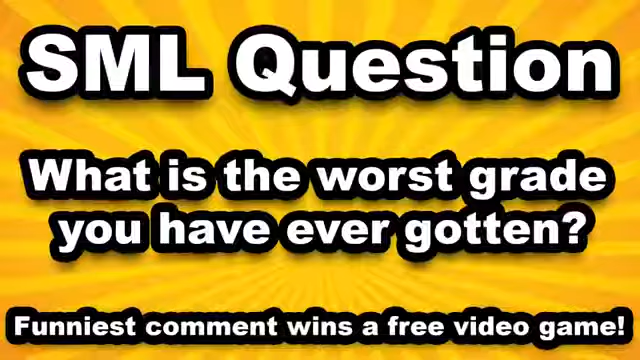 SML Question
What is the worst grade
you have ever gotten?
Funniest comment wins a free video game!